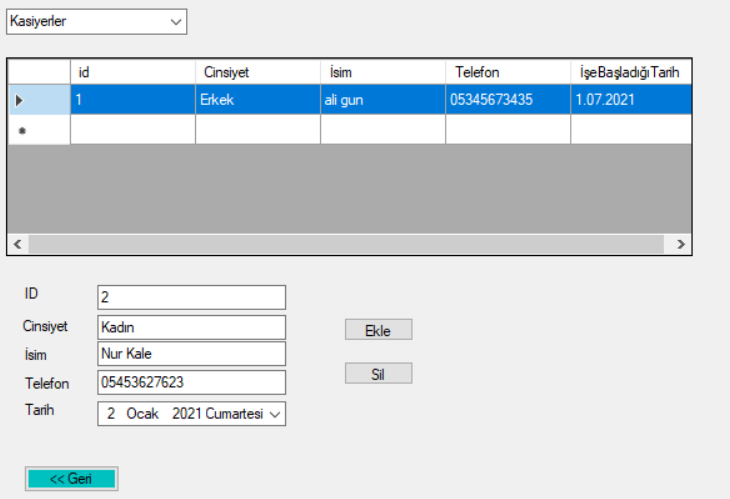 Kasiyerler
id Cinsiyet İsim Telefon İşeBaşladığıTarih
1 Erkek ali gun 05345673435 1.07.2021
ID 2
Cinsiyet Kadın
Ekle
İsim Nur Kale
Telefon 05453627623
Sil
Tarih 2 Ocak 2021 Cumartesi
<< Geri